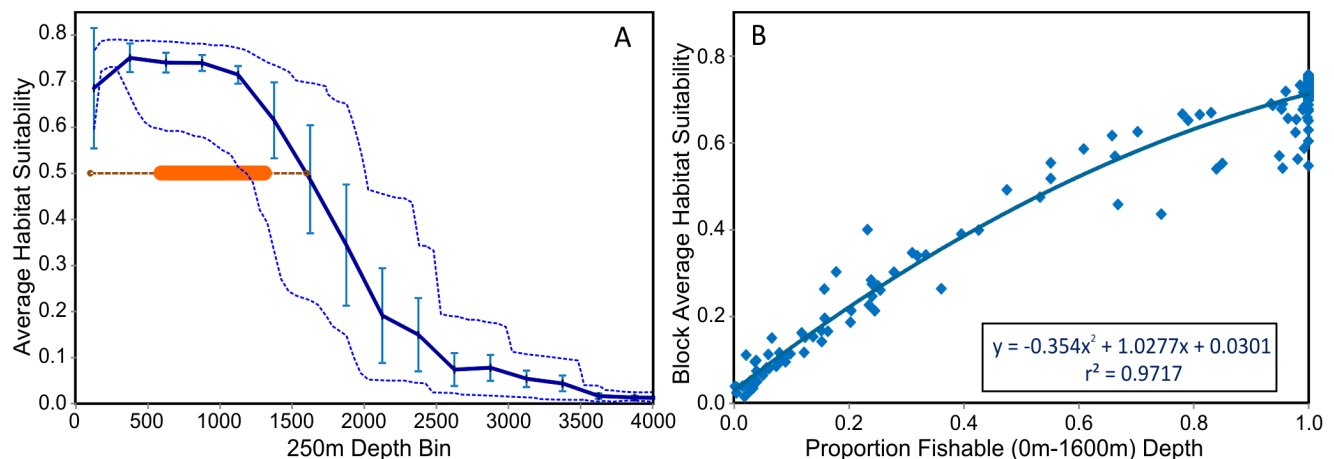 A
Average Habitat Suitability
0.8
0.7
0.6
0.5
0.4
0.3
0.2
0.1
0.0
0 500 1000 1500 2000 2500 3000 3500 4000
250m Depth Bin
B
Block Average Habitat Suitability
0.8
0.6
0.4
0.2
0.0
y = -0.354x² + 1.0277x + 0.0301
r² = 0.9717
0.0 0.2 0.4 0.6 0.8 1.0
Proportion Fishable (0m-1600m) Depth